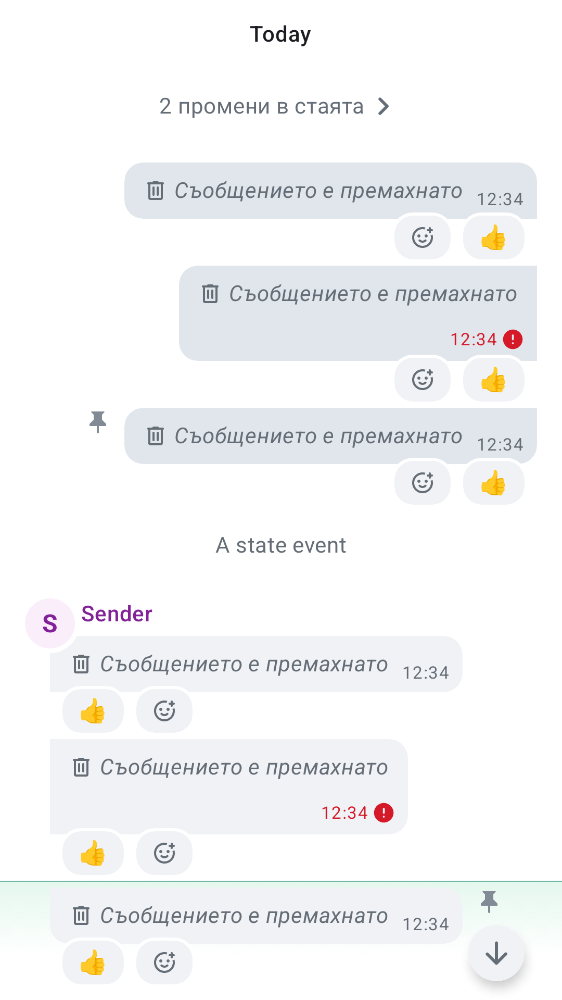 Today
2 промени в стаята
Съобщението е премахнато 12:34
👍
Съобщението е премахнато
12:34
👍
Съобщението е премахнато 12:34
👍
A state event
S Sender
Съобщението е премахнато 12:34
👍
Съобщението е премахнато
12:34
👍
Съобщението е премахнато 12:34
👍